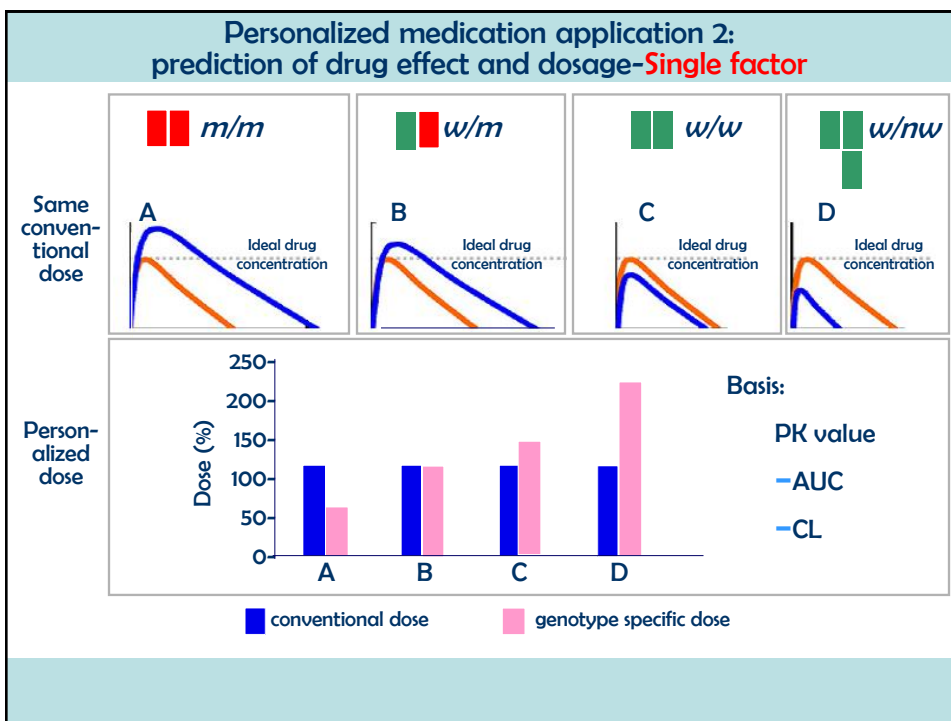 Personalized medication application 2:
prediction of drug effect and dosage-Single factor
m/m
w/m
w/w
w/nw
Same
conven-
tional
dose
A
Ideal drug
concentration
B
Ideal drug
concentration
C
Ideal drug
concentration
D
Ideal drug
concentration
Person-
alized
dose
Dose (%)
250
200
150
100
50
0
A
B
C
D
Basis:
PK value
–AUC
–CL
conventional dose
genotype specific dose